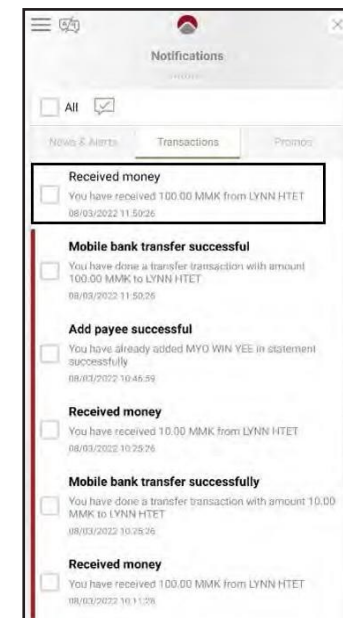 Notifications
All
News & Alerts
Transactions
Promos
Received money
You have received 100.00 MMK from LYNN HTET
08/03/2022 11:50:26
Mobile bank transfer successful
You have done a transfer transaction with amount
100.00 MMK to LYNN HTET
08/03/2022 11:50:26
Add payee successful
You have already added MYO WIN YEE in statement
successfully
08/03/2022 10:46:59
Received money
You have received 10.00 MMK from LYNN HTET
08/03/2022 10:25:26
Mobile bank transfer successfully
You have done a transfer transaction with amount 10.00
MMK to LYNN HTET
08/03/2022 10:25:26
Received money
You have received 100.00 MMK from LYNN HTET
08/03/2022 10:11:28